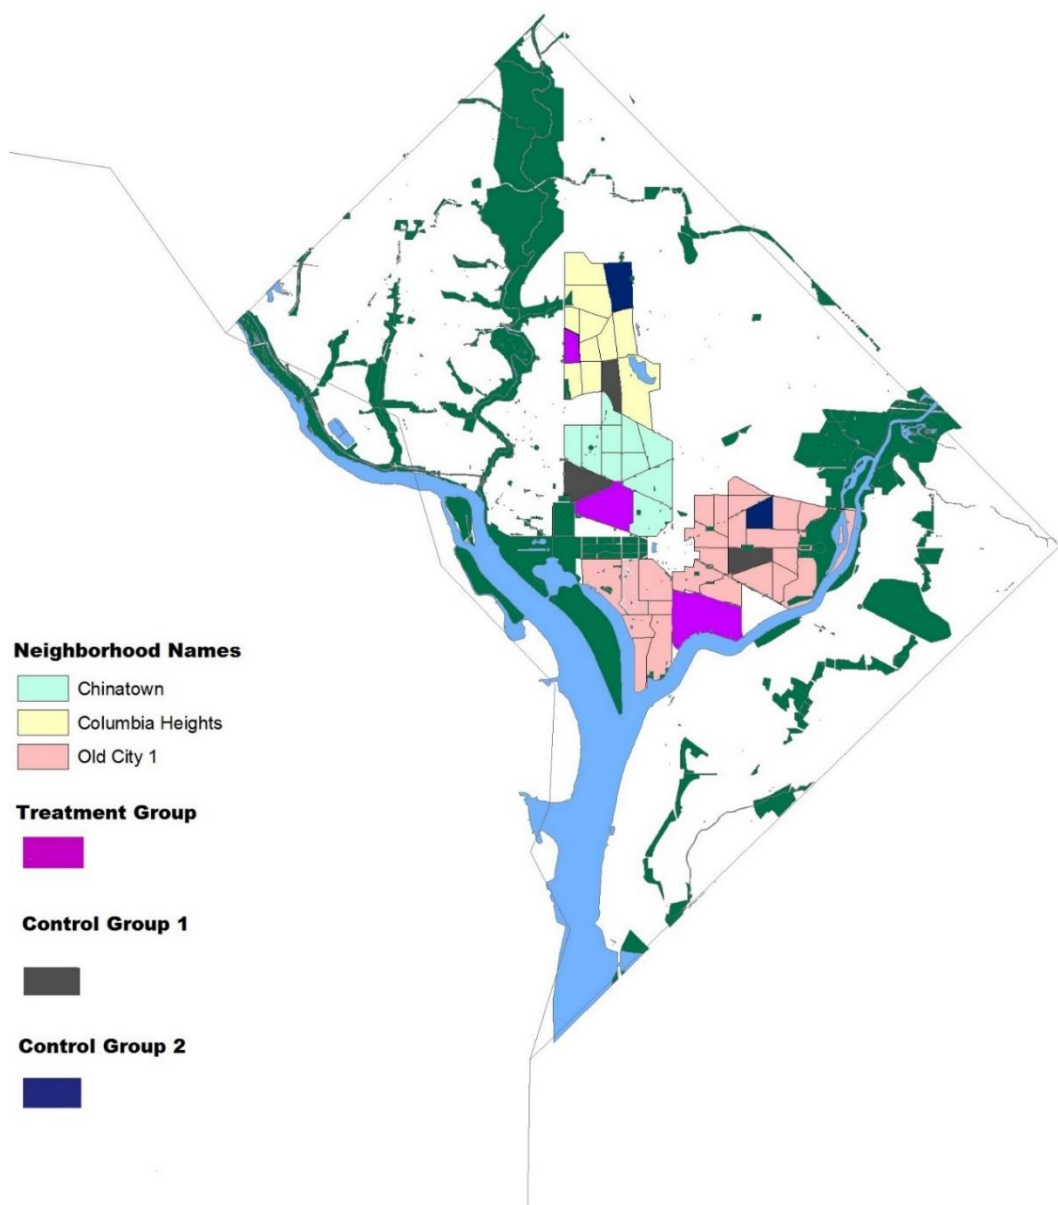 Neighborhood Names
Chinatown
Columbia Heights
Old City 1
Treatment Group
Control Group 1
Control Group 2